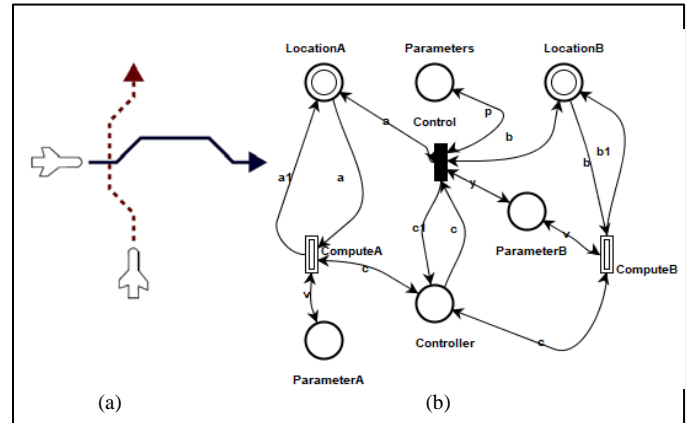 LocationA
Parameters
LocationB
p
a
Control
b
b1
a1
a
b
y
c1
c
v
ParameterB
ComputeA
c
ComputeB
v
Controller
c
ParameterA
(a)
(b)